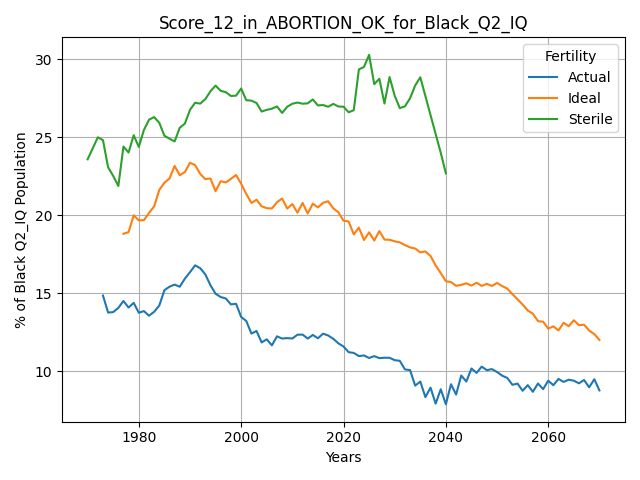 Score_12_in_ABORTION_OK_for_Black_Q2_IQ
Fertility
Actual
Ideal
Sterile
% of Black Q2_IQ Population
30
25
20
15
10
1980
2000
2020
2040
2060
Years